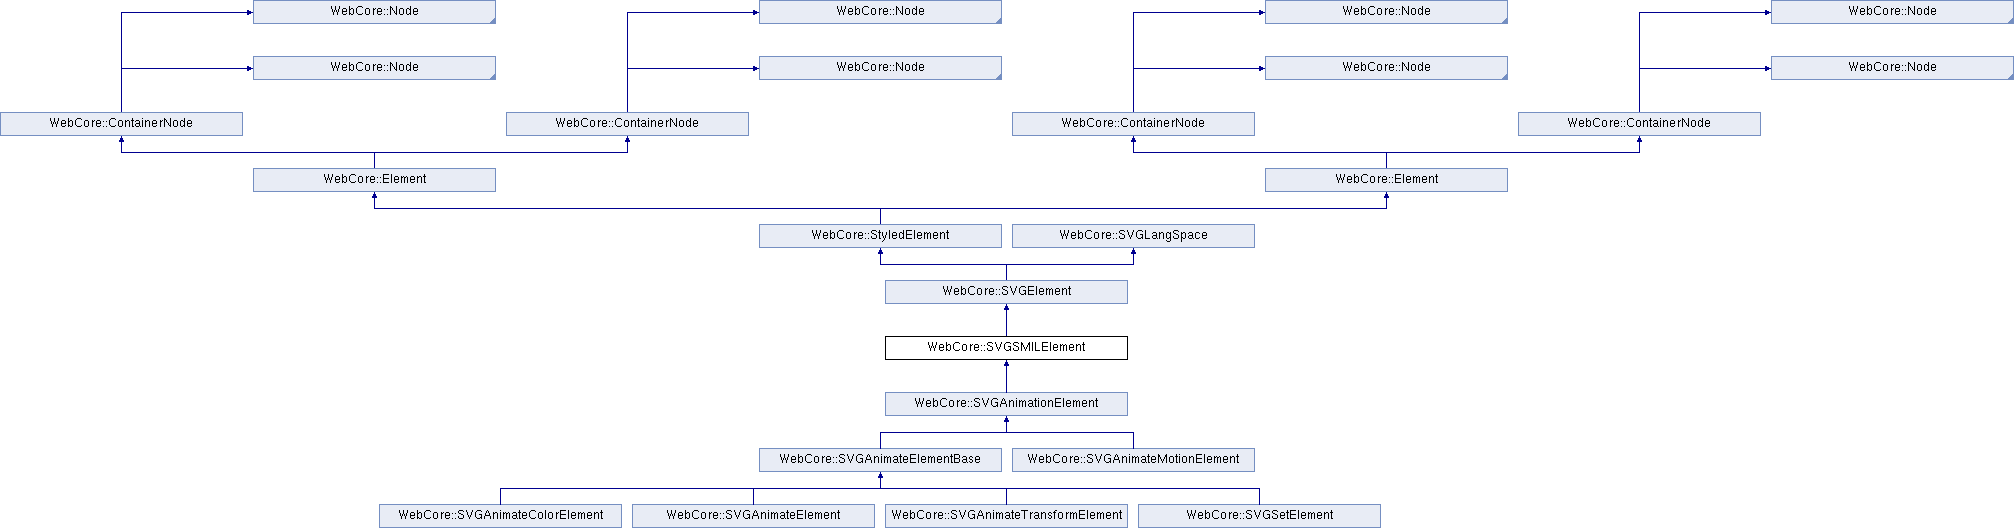 WebCore::Node
WebCore::Node
WebCore::Node
WebCore::Node
WebCore::Node
WebCore::Node
WebCore::Node
WebCore::Node
WebCore::ContainerNode
WebCore::ContainerNode
WebCore::ContainerNode
WebCore::ContainerNode
WebCore::Element
WebCore::Element
WebCore::StyledElement
WebCore::SVGLangSpace
WebCore::SVGElement
WebCore::SVGSMILElement
WebCore::SVGAnimationElement
WebCore::SVGAnimateElementBase
WebCore::SVGAnimateMotionElement
WebCore::SVGAnimateColorElement
WebCore::SVGAnimateElement
WebCore::SVGAnimateTransformElement
WebCore::SVGSetElement